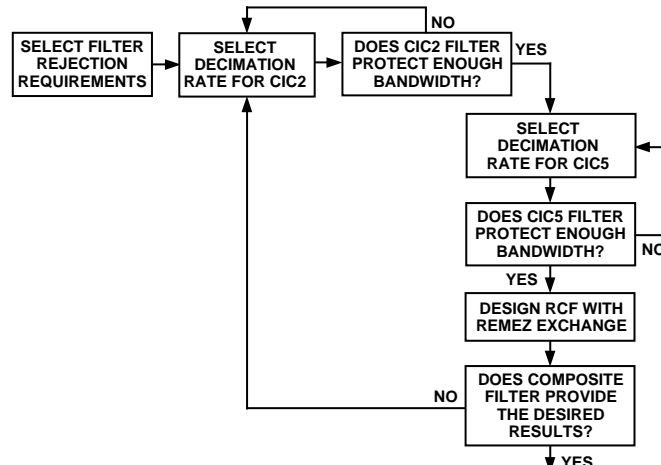 NO
SELECT FILTER
REJECTION
REQUIREMENTS
SELECT
DECIMATION
RATE FOR CIC2
DOES CIC2 FILTER
PROTECT ENOUGH
BANDWIDTH?
YES
SELECT
DECIMATION
RATE FOR CIC5
DOES CIC5 FILTER
PROTECT ENOUGH
BANDWIDTH?
NO
YES
DESIGN RCF WITH
REMEZ EXCHANGE
DOES COMPOSITE
FILTER PROVIDE
THE DESIRED
RESULTS?
NO
YES